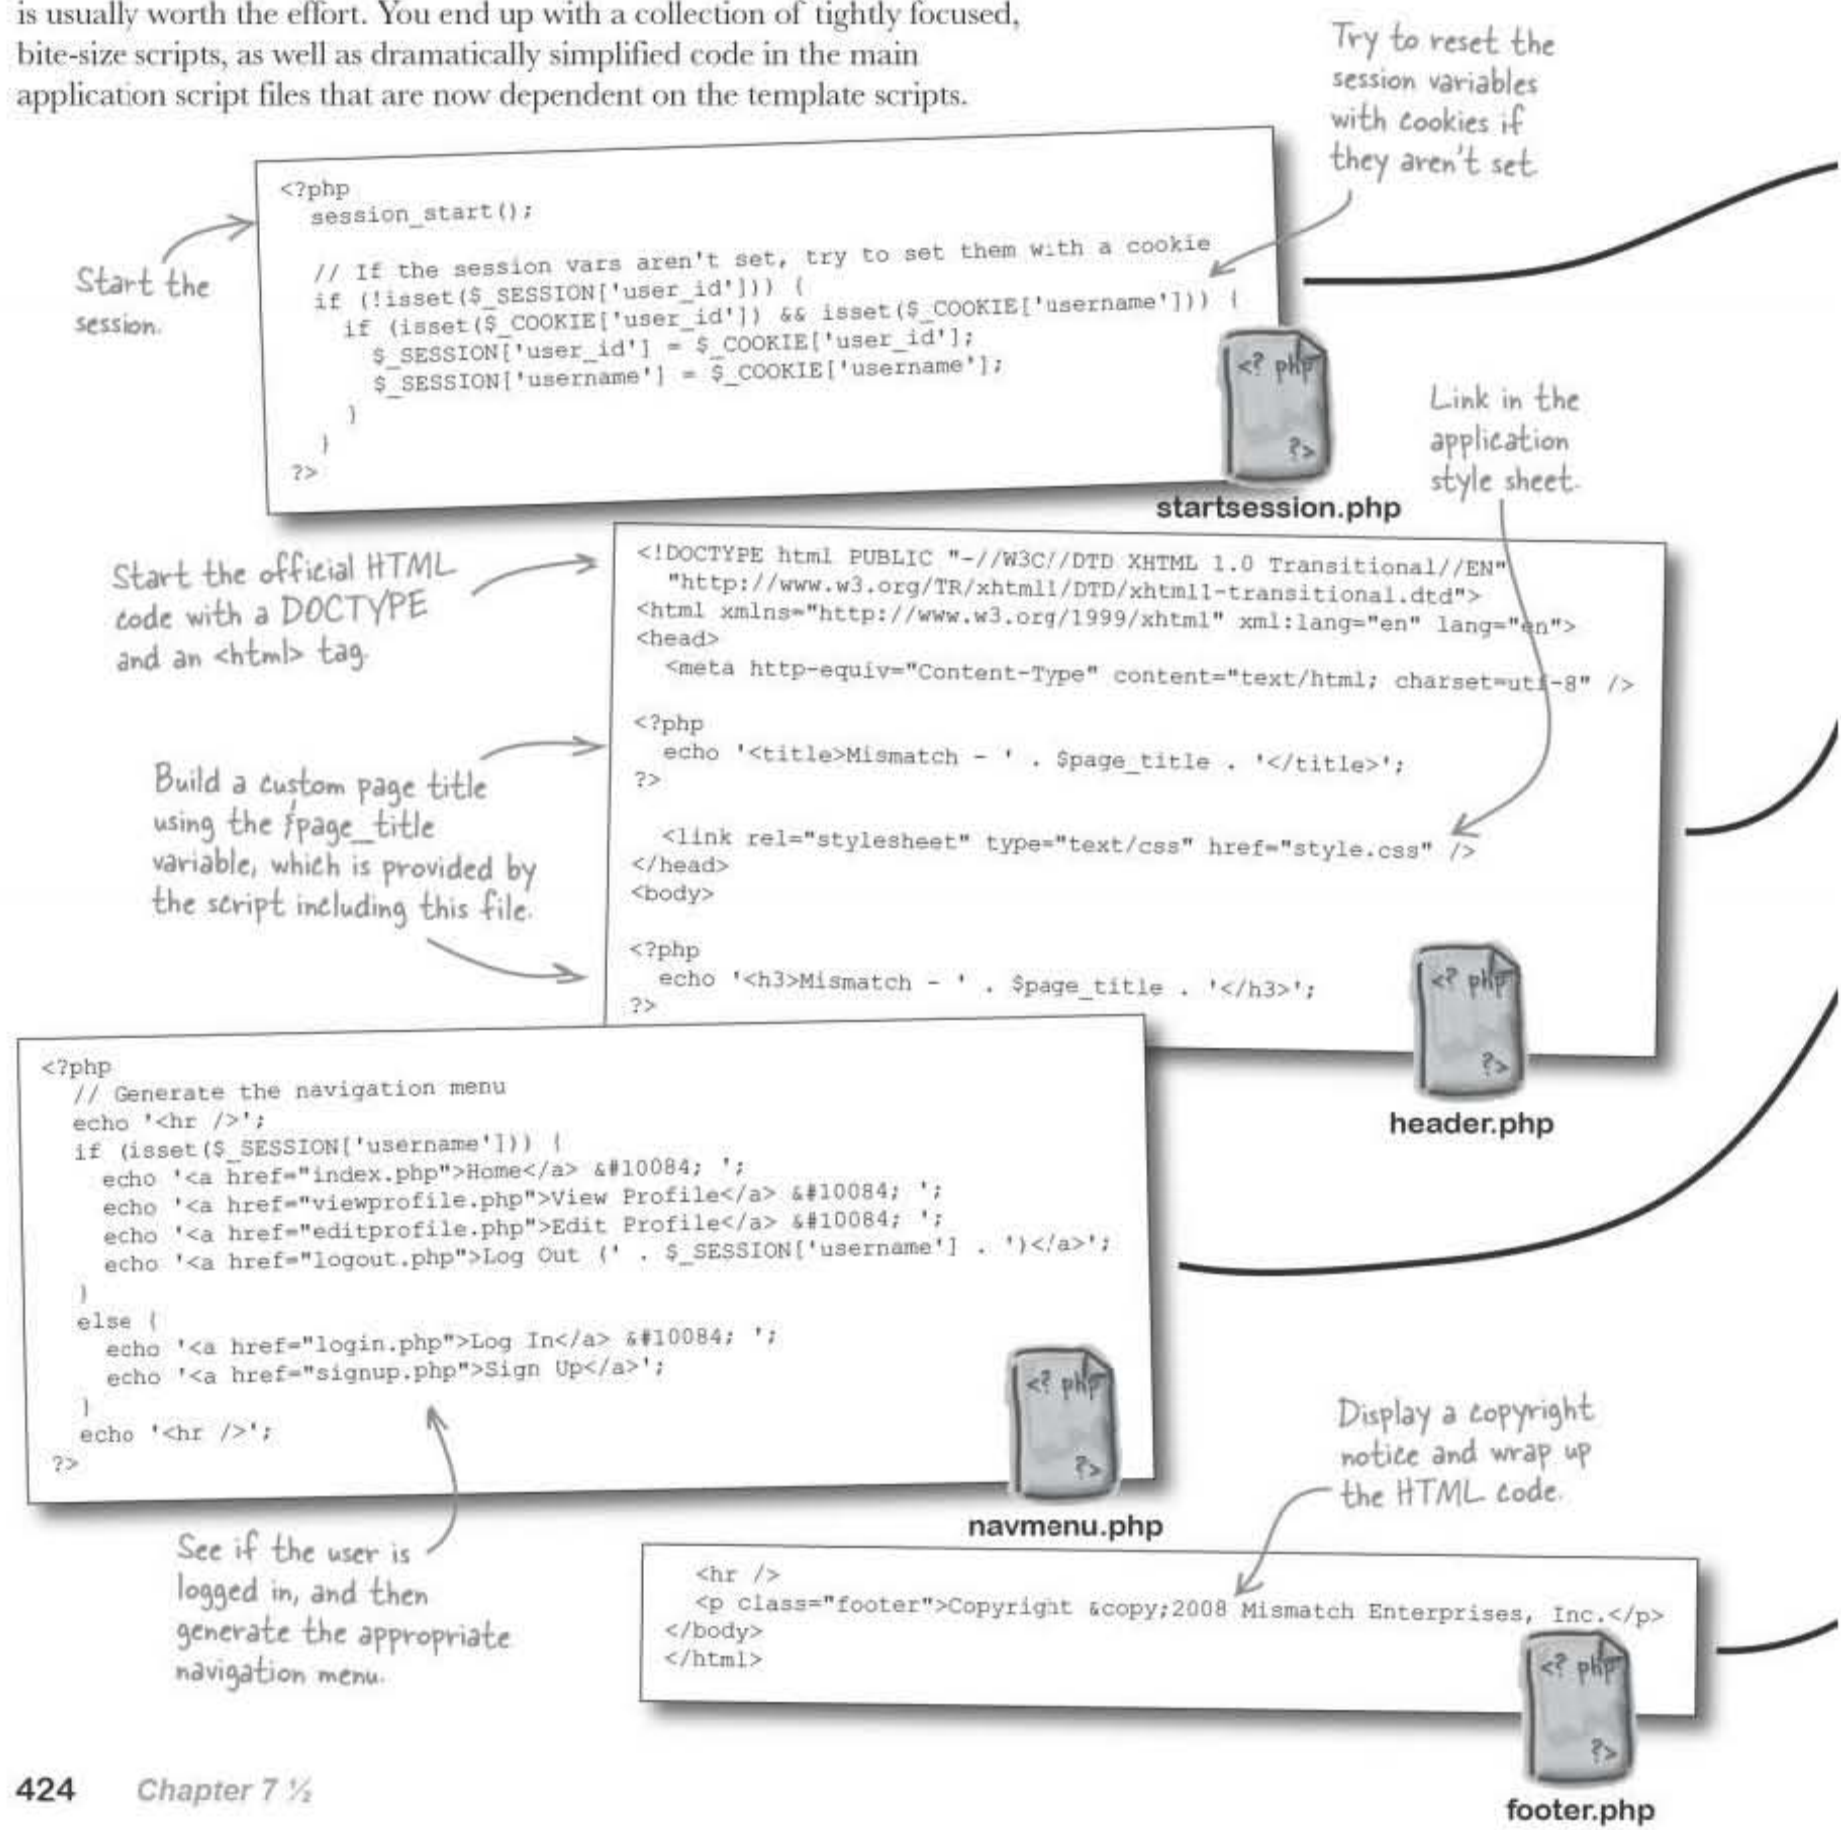 is usually worth the effort. You end up with a collection of tightly focused,
bite-size scripts, as well as dramatically simplified code in the main
application script files that are now dependent on the template scripts.
Try to reset the
session variables
with cookies if
they aren't set.
Start the
session.
<?php
session_start();
// If the session vars aren't set, try to set them with a cookie
if (!isset($_SESSION['user_id'])) {
if (isset($_COOKIE['user_id']) && isset($_COOKIE['username'])) {
$_SESSION['user_id'] = $_COOKIE['user_id'];
$_SESSION['username'] = $_COOKIE['username'];
}
}
?>
<? php
?>
startsession.php
Link in the
application
style sheet.
Start the official HTML
code with a DOCTYPE
and an <html> tag.
Build a custom page title
using the $page_title
variable, which is provided by
the script including this file.
<!DOCTYPE html PUBLIC "-//W3C//DTD XHTML 1.0 Transitional//EN"
"http://www.w3.org/TR/xhtml1/DTD/xhtml1-transitional.dtd">
<html xmlns="http://www.w3.org/1999/xhtml" xml:lang="en" lang="en">
<head>
<meta http-equiv="Content-Type" content="text/html; charset=utf-8" />
<?php
echo '<title>Mismatch - ' . $page_title . '</title>';
?>
<link rel="stylesheet" type="text/css" href="style.css" />
</head>
<body>
<?php
echo '<h3>Mismatch - ' . $page_title . '</h3>';
?>
<? php
?>
header.php
<?php
// Generate the navigation menu
echo '<hr />';
if (isset($_SESSION['username'])) {
echo '<a href="index.php">Home</a> &#10084; ';
echo '<a href="viewprofile.php">View Profile</a> &#10084; ';
echo '<a href="editprofile.php">Edit Profile</a> &#10084; ';
echo '<a href="logout.php">Log Out (' . $_SESSION['username'] . ')</a>';
}
else {
echo '<a href="login.php">Log In</a> &#10084; ';
echo '<a href="signup.php">Sign Up</a>';
}
echo '<hr />';
?>
<? php
?>
navmenu.php
See if the user is
logged in, and then
generate the appropriate
navigation menu.
Display a copyright
notice and wrap up
the HTML code.
<hr />
<p class="footer">Copyright &copy;2008 Mismatch Enterprises, Inc.</p>
</body>
</html>
<? php
?>
footer.php
424 Chapter 7 ½